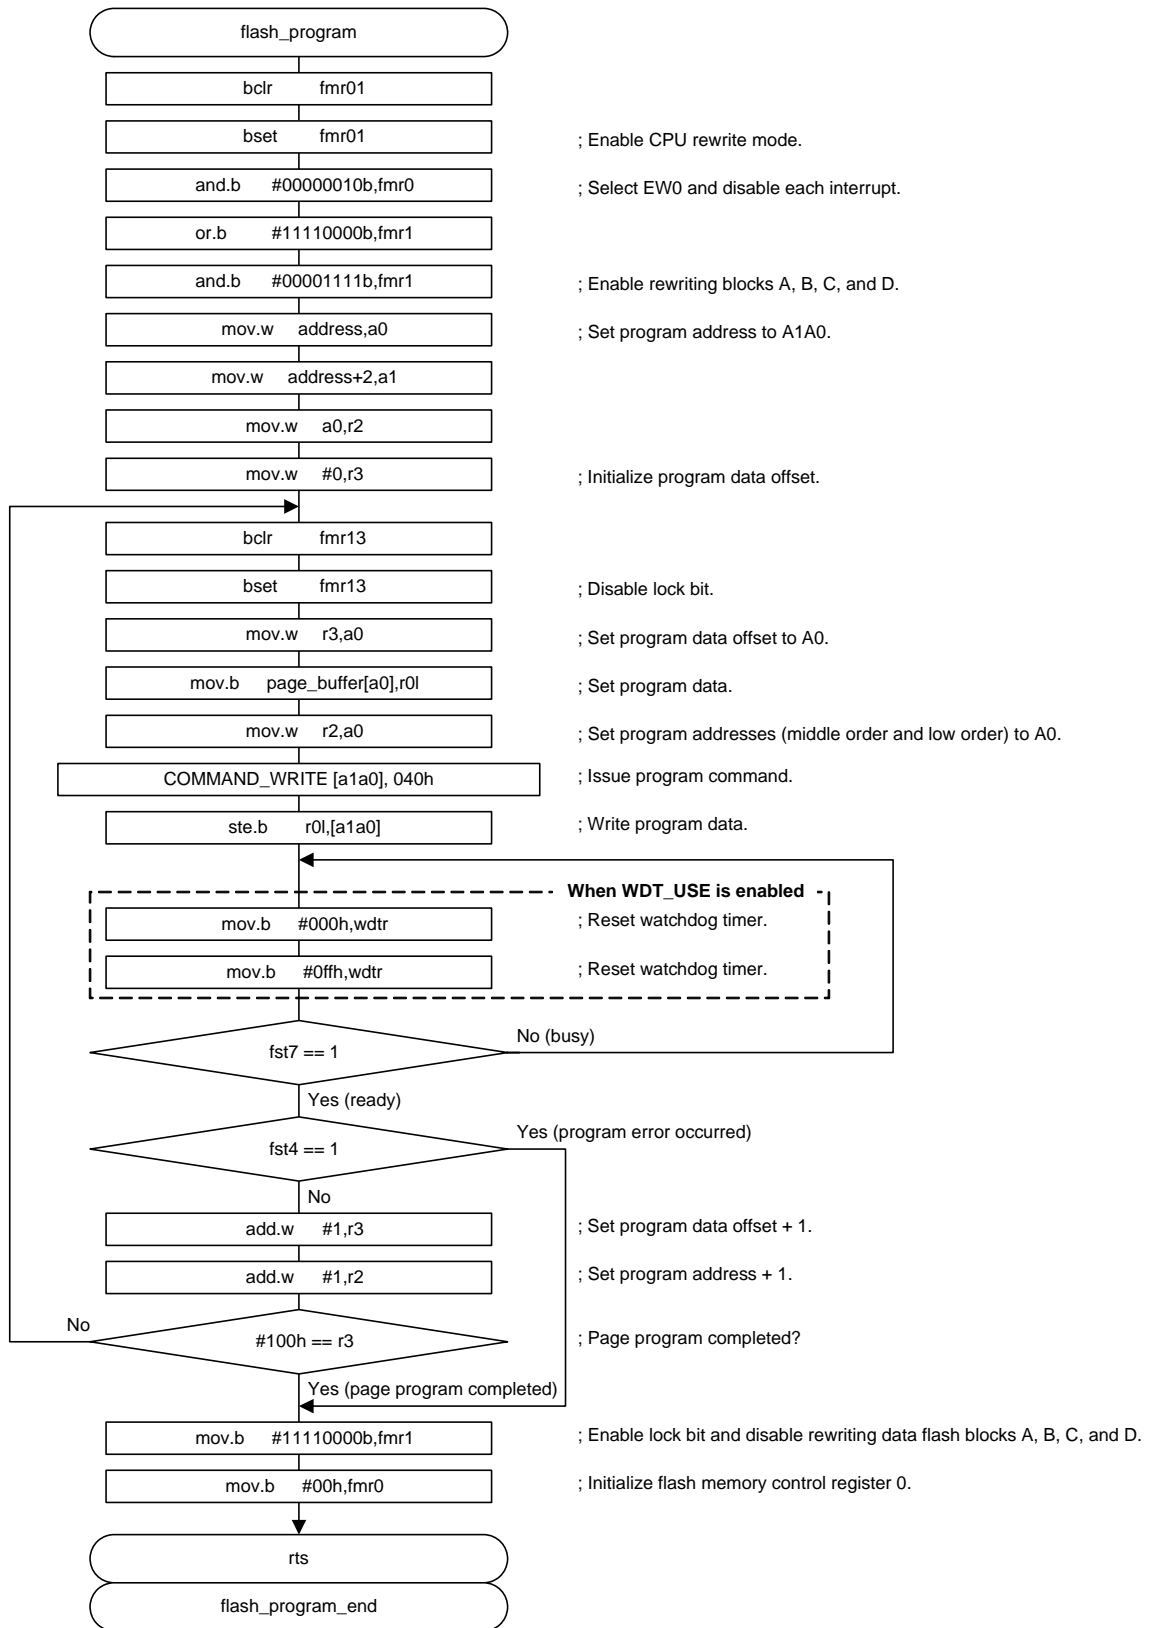 flash_program
bclr fmr01
bset fmr01 ; Enable CPU rewrite mode.
and.b #00000010b,fmr0 ; Select EW0 and disable each interrupt.
or.b #11110000b,fmr1
and.b #00001111b,fmr1 ; Enable rewriting blocks A, B, C, and D.
mov.w address,a0 ; Set program address to A1A0.
mov.w address+2,a1
mov.w a0,r2
mov.w #0,r3 ; Initialize program data offset.
bclr fmr13
bset fmr13 ; Disable lock bit.
mov.w r3,a0 ; Set program data offset to A0.
mov.b page_buffer[a0],r0l ; Set program data.
mov.w r2,a0 ; Set program addresses (middle order and low order) to A0.
COMMAND_WRITE [a1a0], 040h ; Issue program command.
ste.b r0l,[a1a0] ; Write program data.
When WDT_USE is enabled
mov.b #000h,wdtr ; Reset watchdog timer.
mov.b #0ffh,wdtr ; Reset watchdog timer.
No (busy)
fst7 == 1
Yes (ready)
Yes (program error occurred)
fst4 == 1
No
add.w #1,r3 ; Set program data offset + 1.
add.w #1,r2 ; Set program address + 1.
No
#100h == r3 ; Page program completed?
Yes (page program completed)
mov.b #11110000b,fmr1 ; Enable lock bit and disable rewriting data flash blocks A, B, C, and D.
mov.b #00h,fmr0 ; Initialize flash memory control register 0.
rts
flash_program_end